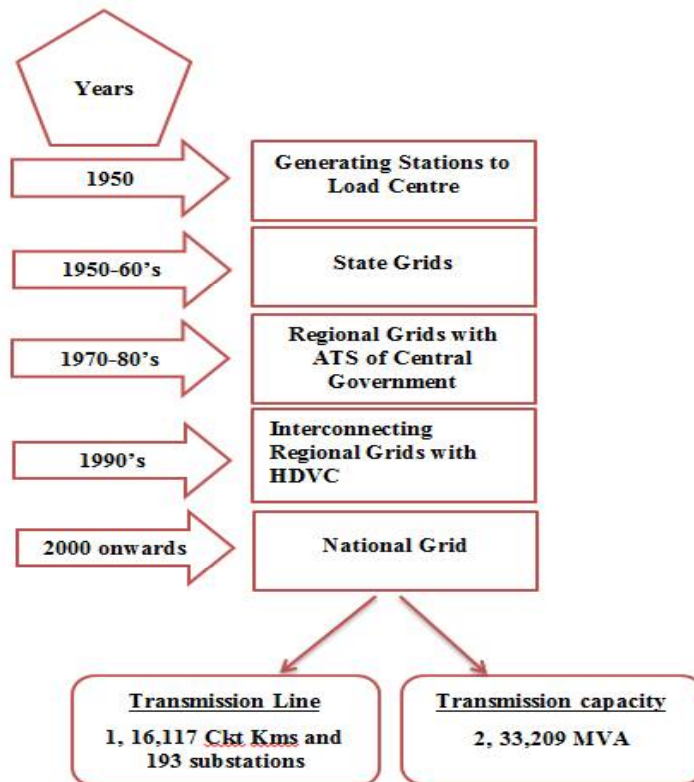 Years
1950
Generating Stations to
Load Centre
1950-60’s
State Grids
1970-80’s
Regional Grids with
ATS of Central
Government
1990’s
Interconnecting
Regional Grids with
HDVC
2000 onwards
National Grid
Transmission Line
1, 16,117 Ckt Kms and
193 substations
Transmission capacity
2, 33,209 MVA